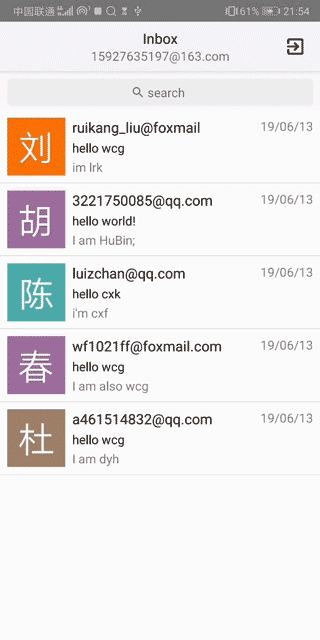 中国联通 61% 21:54
Inbox
15927635197@163.com
search
刘
ruikang_liu@foxmail 19/06/13
hello wcg
im lrk
胡
3221750085@qq.com 19/06/13
hello world!
I am HuBin;
陈
luizchan@qq.com 19/06/13
hello cxk
i'm cxf
春
wf1021ff@foxmail.com 19/06/13
hello wcg
I am also wcg
杜
a461514832@qq.com 19/06/13
hello wcg
I am dyh